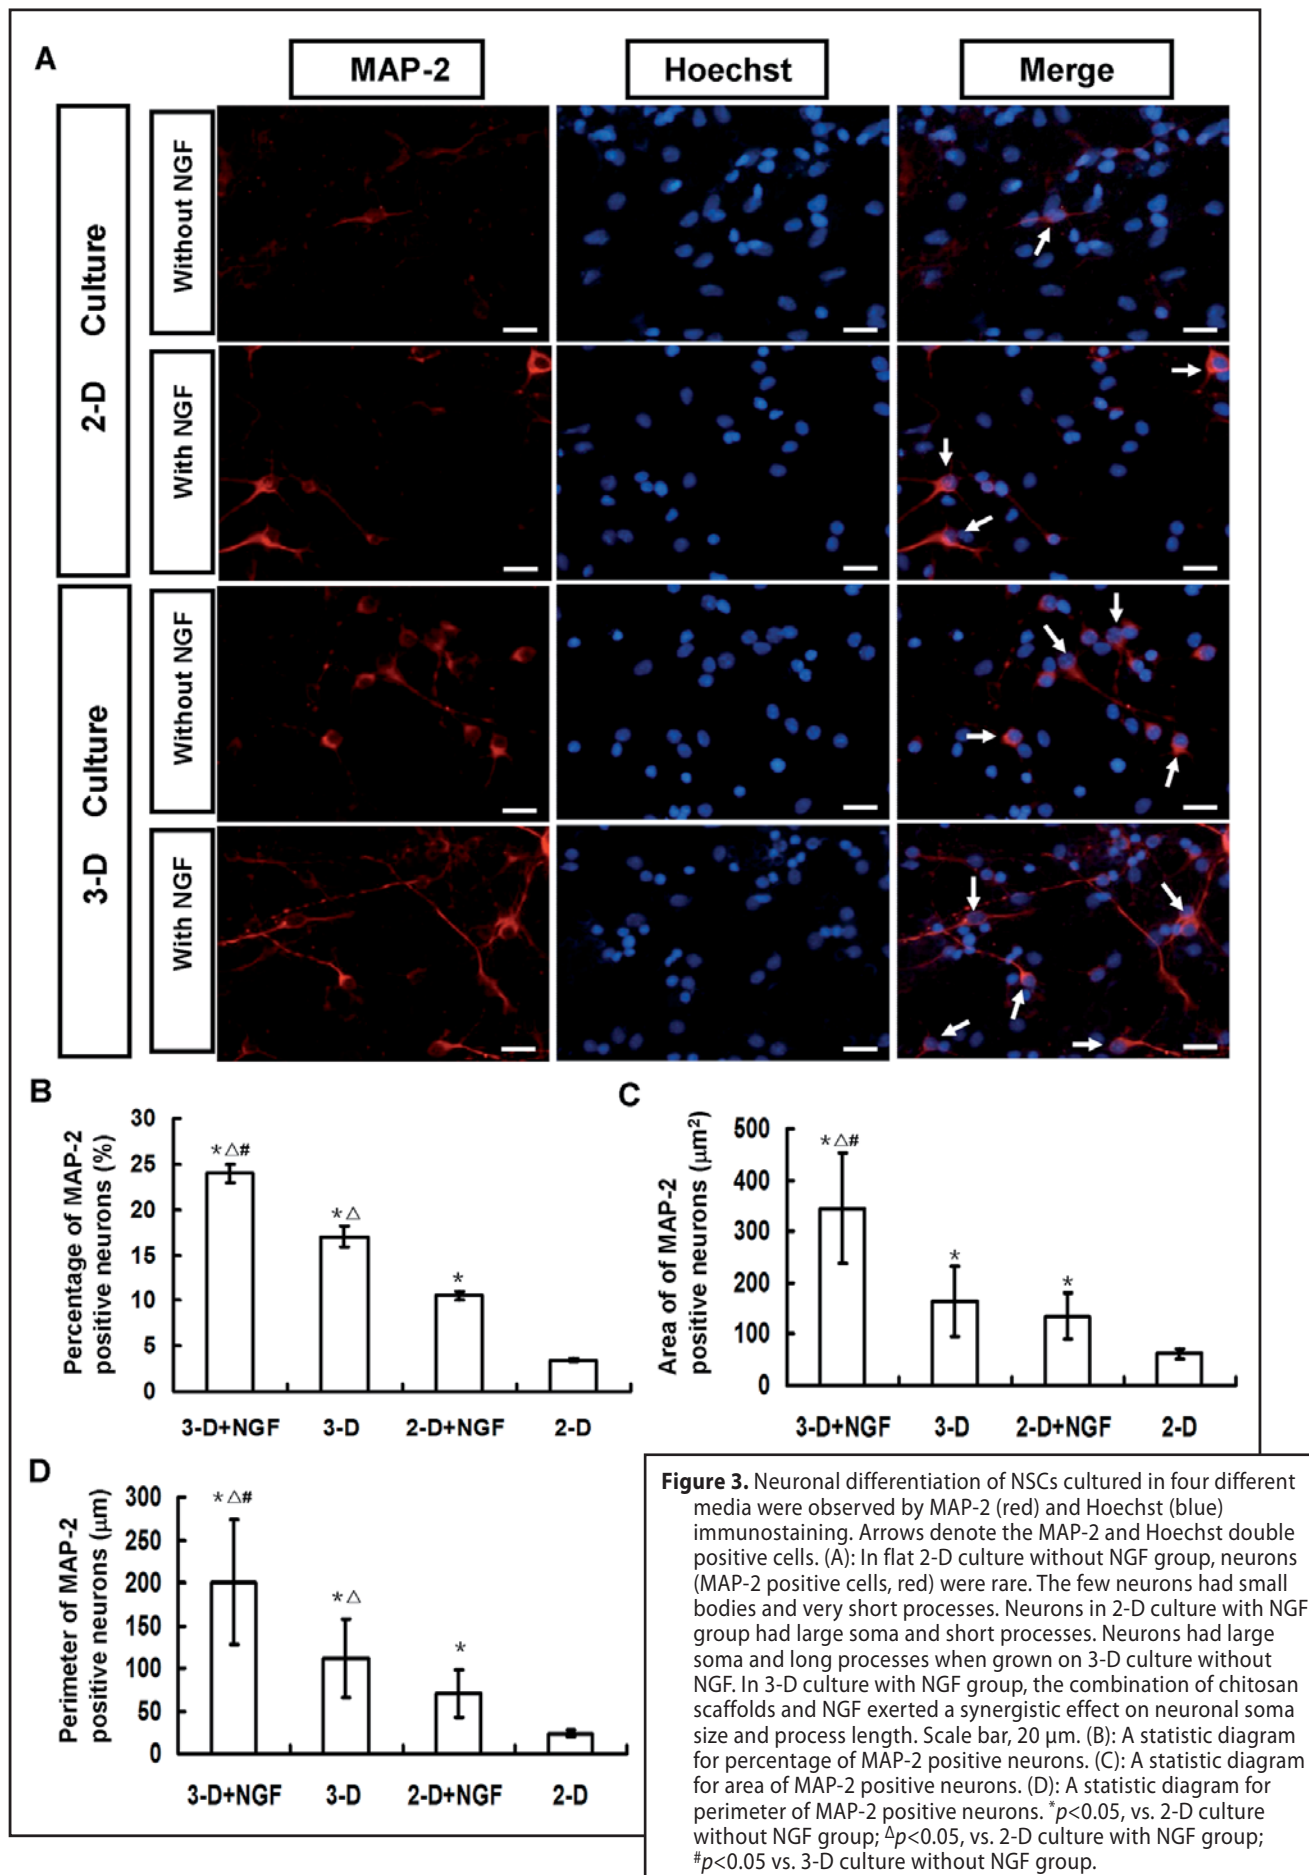 A
MAP-2
Hoechst
Merge
2-D Culture
Without NGF
With NGF
3-D Culture
Without NGF
With NGF
B
Percentage of MAP-2
positive neurons (%)
30
25
20
15
10
5
0
*△#
*△
*
3-D+NGF
3-D
2-D+NGF
2-D
C
Area of MAP-2
positive neurons (µm²)
500
400
300
200
100
0
*△#
*
*
3-D+NGF
3-D
2-D+NGF
2-D
D
Perimeter of MAP-2
positive neurons (µm)
300
250
200
150
100
50
0
*△#
*△
*
3-D+NGF
3-D
2-D+NGF
2-D
Figure 3. Neuronal differentiation of NSCs cultured in four different
media were observed by MAP-2 (red) and Hoechst (blue)
immunostaining. Arrows denote the MAP-2 and Hoechst double
positive cells. (A): In flat 2-D culture without NGF group, neurons
(MAP-2 positive cells, red) were rare. The few neurons had small
bodies and very short processes. Neurons in 2-D culture with NGF
group had large soma and short processes. Neurons had large
soma and long processes when grown on 3-D culture without
NGF. In 3-D culture with NGF group, the combination of chitosan
scaffolds and NGF exerted a synergistic effect on neuronal soma
size and process length. Scale bar, 20 µm. (B): A statistic diagram
for percentage of MAP-2 positive neurons. (C): A statistic diagram
for area of MAP-2 positive neurons. (D): A statistic diagram for
perimeter of MAP-2 positive neurons. *p<0.05, vs. 2-D culture
without NGF group; Δp<0.05, vs. 2-D culture with NGF group;
#p<0.05 vs. 3-D culture without NGF group.